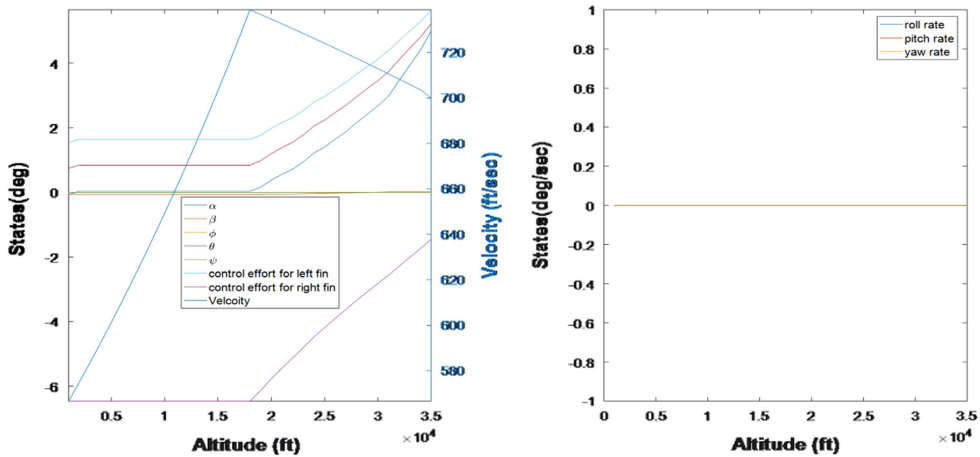 States(deg)
4
2
0
-2
-4
-6
α
β
ϕ
θ
ψ
control effort for left fin
control effort for right fin
Velcoity
0.5
1
1.5
2
2.5
3
3.5
Altitude (ft)
× 10⁴
720
700
680
660
640
620
600
580
Velocity (ft/sec)
States(deg/sec)
1
0.8
0.6
0.4
0.2
0
-0.2
-0.4
-0.6
-0.8
-1
roll rate
pitch rate
yaw rate
0
0.5
1
1.5
2
2.5
3
3.5
Altitude (ft)
× 10⁴